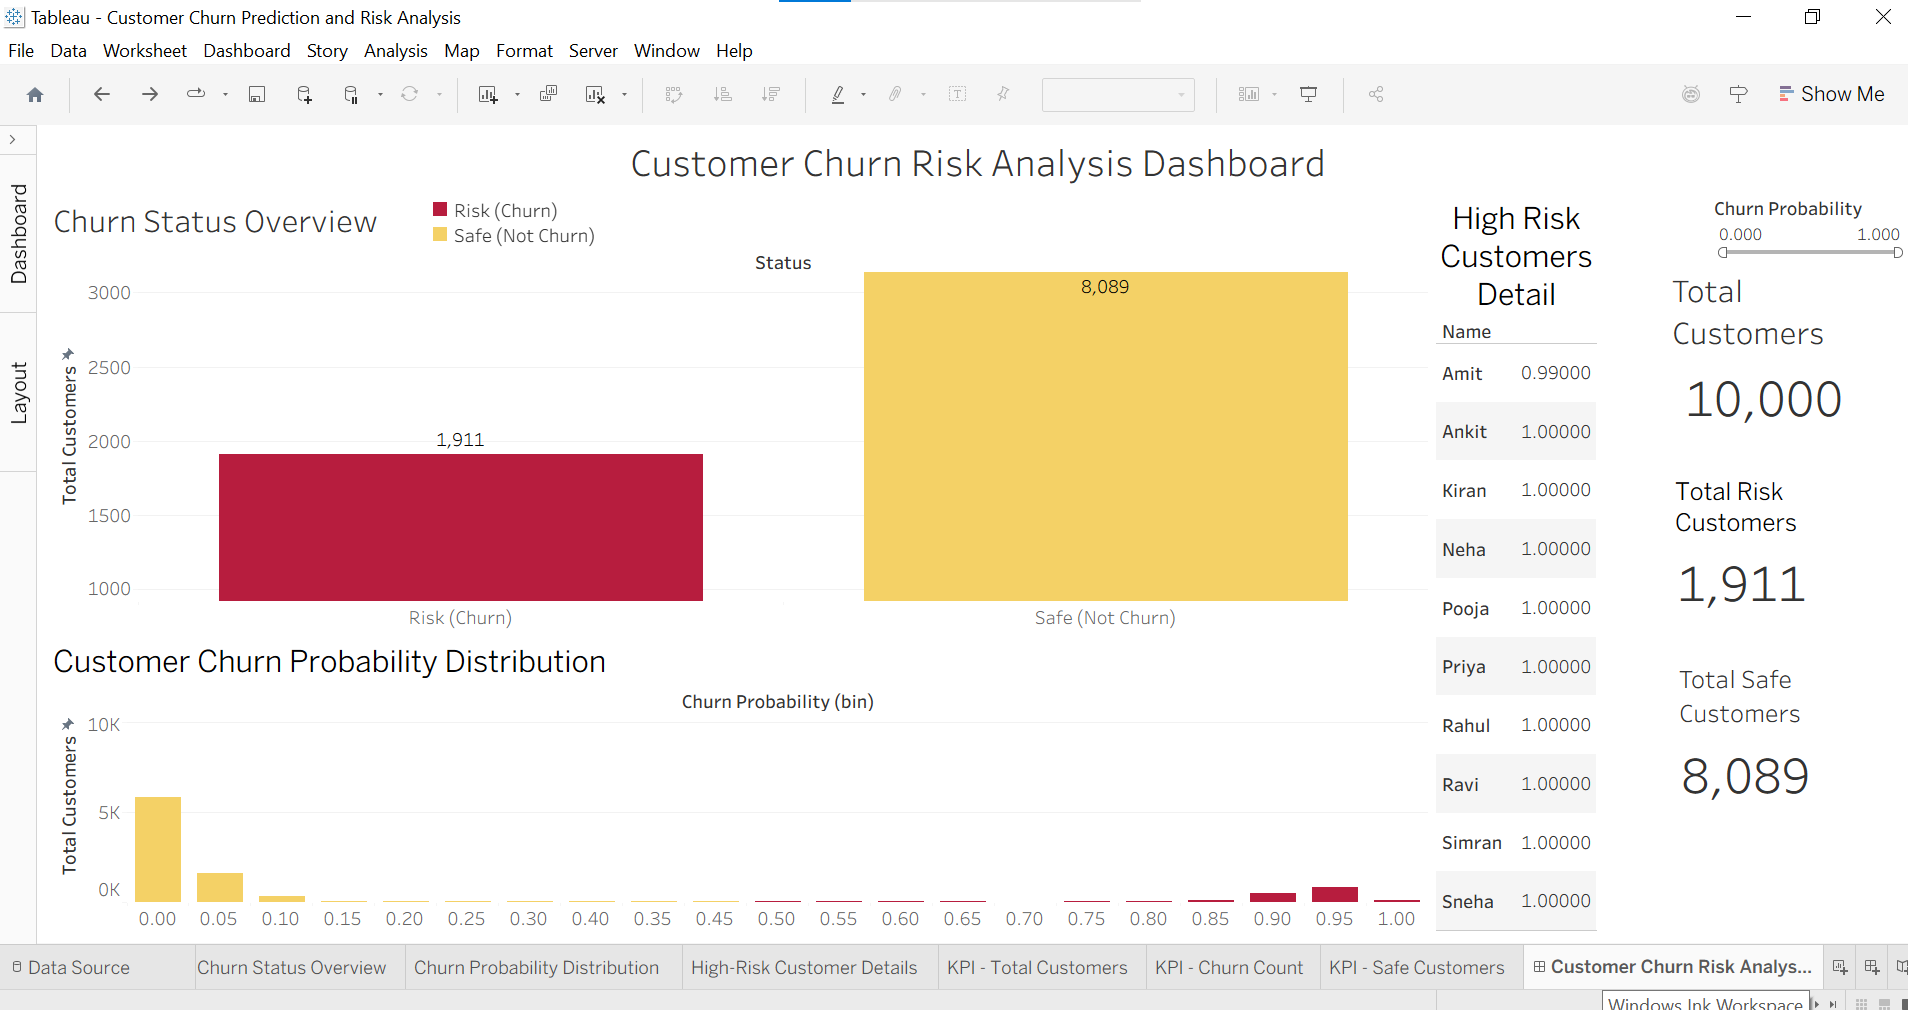 Tableau - Customer Churn Prediction and Risk Analysis
File Data Worksheet Dashboard Story Analysis Map Format Server Window Help
Show Me
Dashboard
Layout
Customer Churn Risk Analysis Dashboard
Churn Status Overview
Risk (Churn)
Safe (Not Churn)
Status
Total Customers
3000
2500
2000
1500
1000
1,911
8,089
Risk (Churn)
Safe (Not Churn)
Customer Churn Probability Distribution
Churn Probability (bin)
Total Customers
10K
5K
0K
0.00 0.05 0.10 0.15 0.20 0.25 0.30 0.40 0.35 0.45 0.50 0.55 0.60 0.65 0.70 0.75 0.80 0.85 0.90 0.95 1.00
High Risk
Customers
Detail
Name
Amit 0.99000
Ankit 1.00000
Kiran 1.00000
Neha 1.00000
Pooja 1.00000
Priya 1.00000
Rahul 1.00000
Ravi 1.00000
Simran 1.00000
Sneha 1.00000
Churn Probability
0.000 1.000
Total
Customers
10,000
Total Risk
Customers
1,911
Total Safe
Customers
8,089
Data Source Churn Status Overview Churn Probability Distribution High-Risk Customer Details KPI - Total Customers KPI - Churn Count KPI - Safe Customers Customer Churn Risk Analys...
Windows Ink Workspace